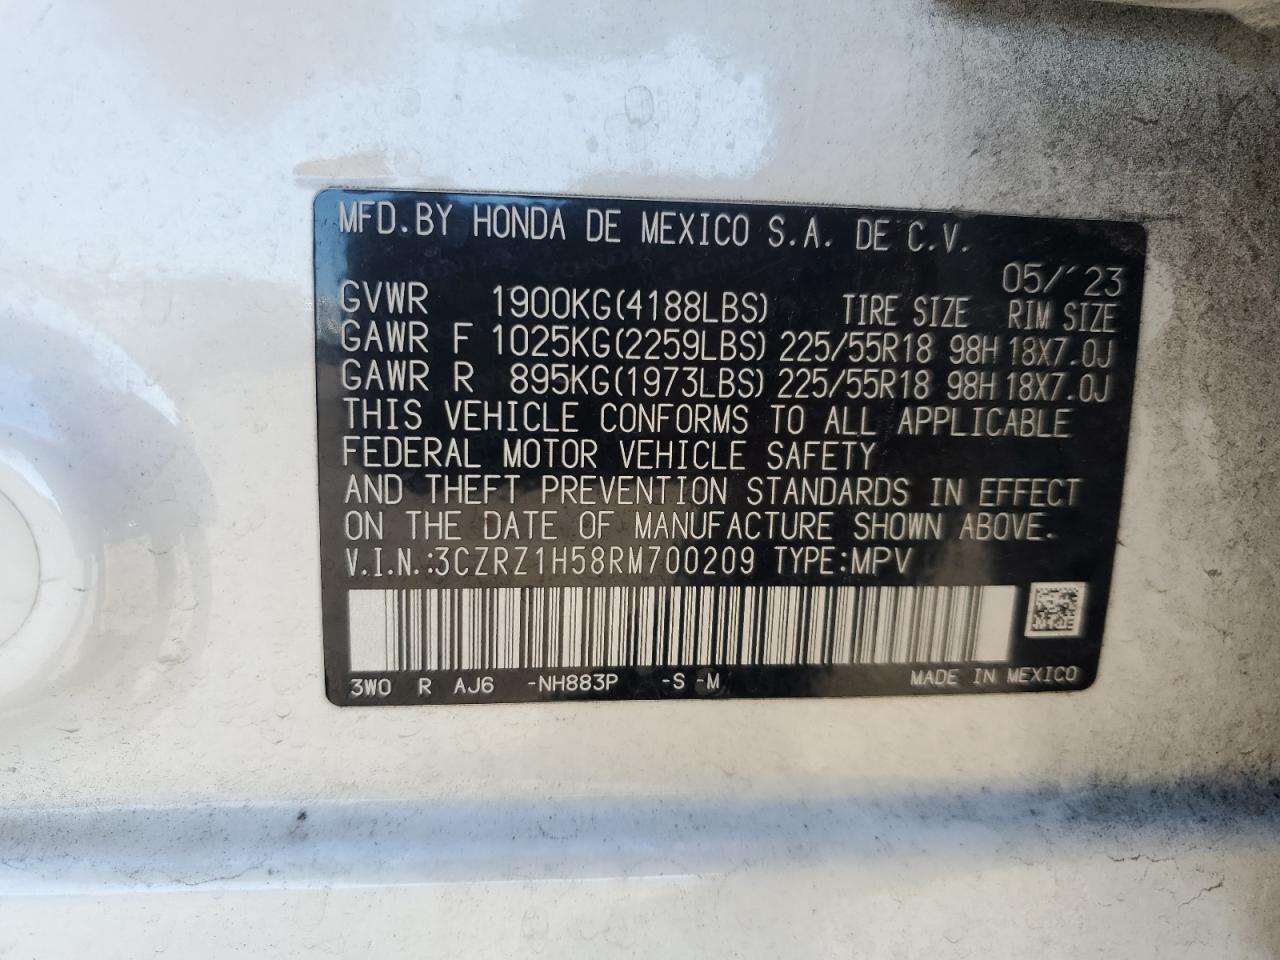 MFD.BY HONDA DE MEXICO S.A. DE C.V.
05/'23
GVWR 1900KG(4188LBS) TIRE SIZE RIM SIZE
GAWR F 1025KG(2259LBS) 225/55R18 98H 18X7.0J
GAWR R 895KG(1973LBS) 225/55R18 98H 18X7.0J
THIS VEHICLE CONFORMS TO ALL APPLICABLE
FEDERAL MOTOR VEHICLE SAFETY
AND THEFT PREVENTION STANDARDS IN EFFECT
ON THE DATE OF MANUFACTURE SHOWN ABOVE.
V.I.N.:3CZRZ1H58RM700209 TYPE:MPV
3W0 R AJ6 -NH883P -S -M MADE IN MEXICO